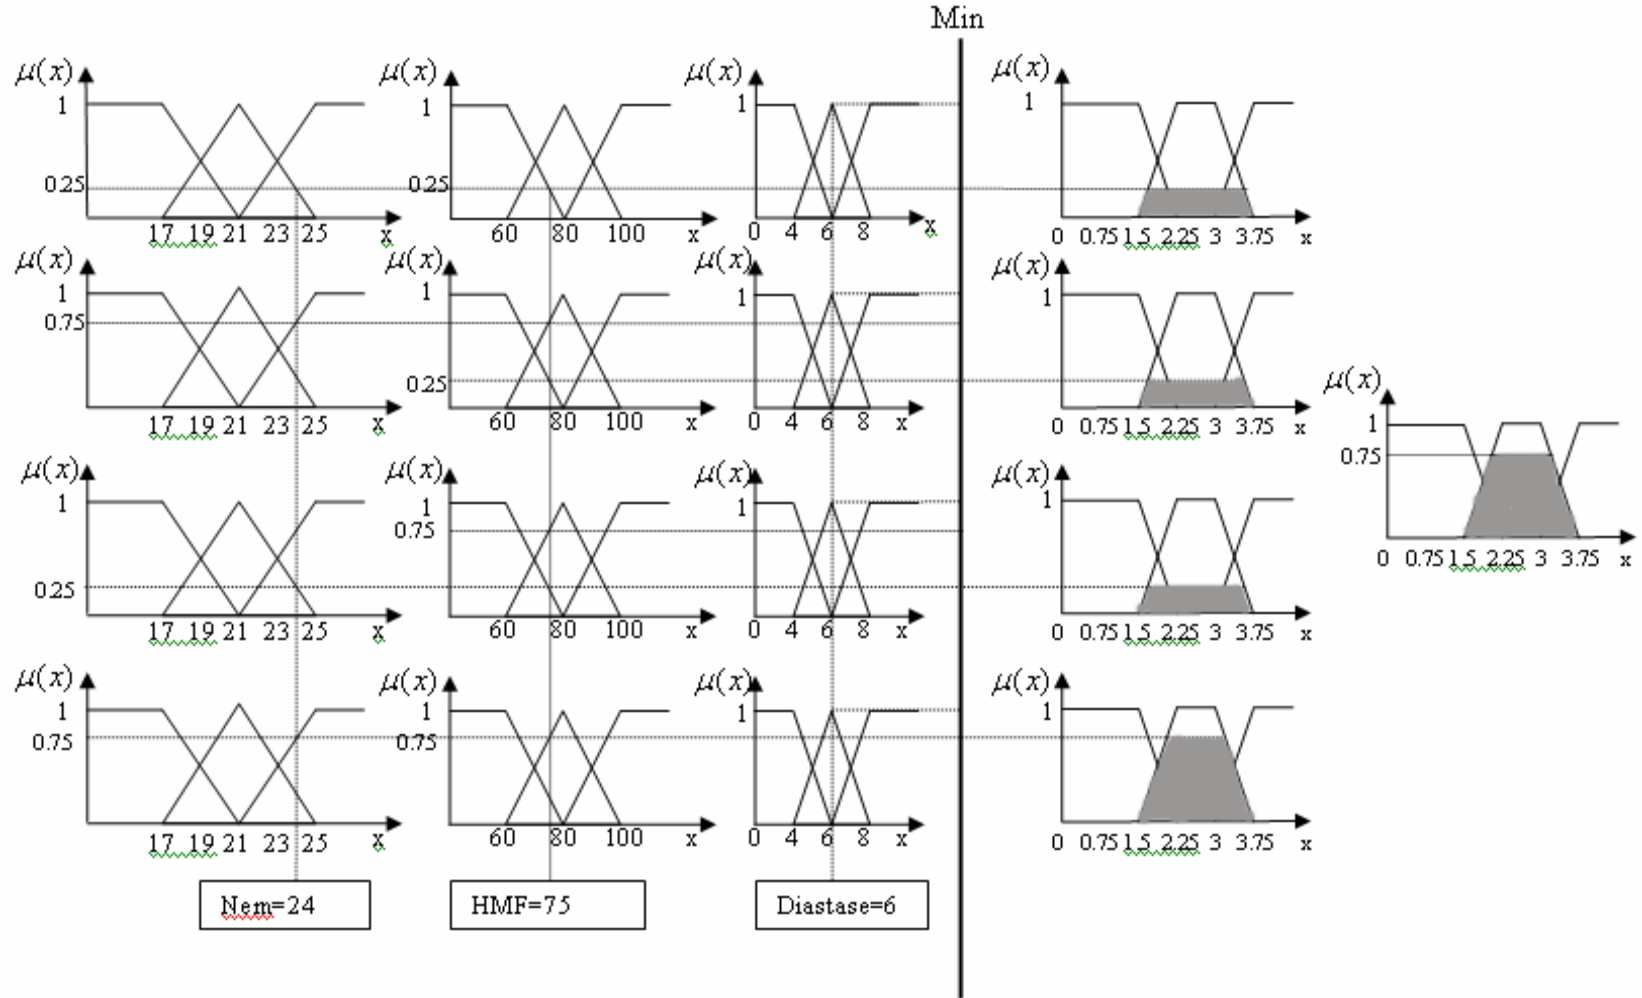 Min
μ(x) μ(x) μ(x) μ(x)
1 1 1 1
0.25 0.25
17 19 21 23 25 x 60 80 100 x 0 4 6 8 x 0 0.75 1.5 2.25 3 3.75 x
μ(x) μ(x) μ(x) μ(x)
1 1 1 1
0.75
0.25
17 19 21 23 25 x 60 80 100 x 0 4 6 8 x 0 0.75 1.5 2.25 3 3.75 x
μ(x)
1
0.75
0 0.75 1.5 2.25 3 3.75 x
μ(x) μ(x) μ(x) μ(x)
1 1 1 1
0.75
0.25
17 19 21 23 25 x 60 80 100 x 0 4 6 8 x 0 0.75 1.5 2.25 3 3.75 x
μ(x) μ(x) μ(x) μ(x)
1 1 1 1
0.75 0.75
17 19 21 23 25 x 60 80 100 x 0 4 6 8 x 0 0.75 1.5 2.25 3 3.75 x
Nem=24 HMF=75 Diastase=6